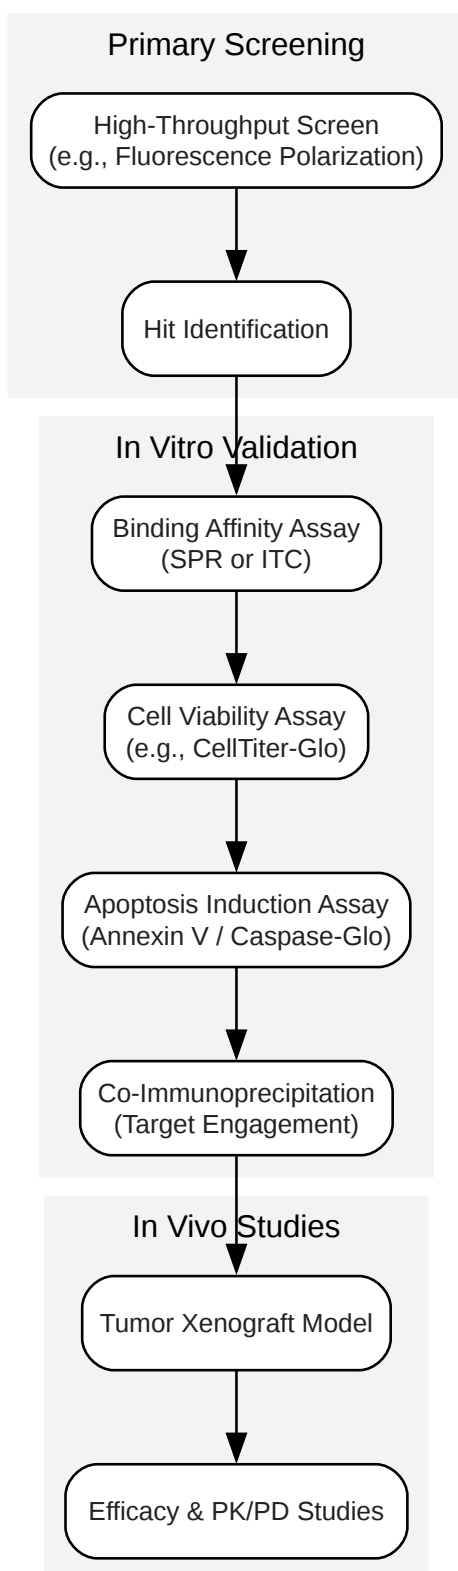 Primary Screening
High-Throughput Screen
(e.g., Fluorescence Polarization)
Hit Identification
In Vitro Validation
Binding Affinity Assay
(SPR or ITC)
Cell Viability Assay
(e.g., CellTiter-Glo)
Apoptosis Induction Assay
(Annexin V / Caspase-Glo)
Co-Immunoprecipitation
(Target Engagement)
In Vivo Studies
Tumor Xenograft Model
Efficacy & PK/PD Studies